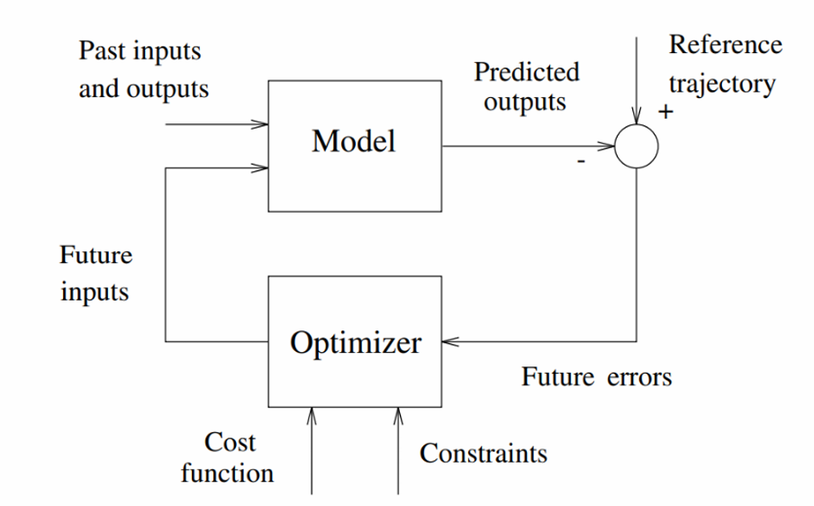 Past inputs
and outputs
Model
Predicted
outputs
Reference
trajectory
+
-
Future
inputs
Optimizer
Future errors
Cost
function
Constraints